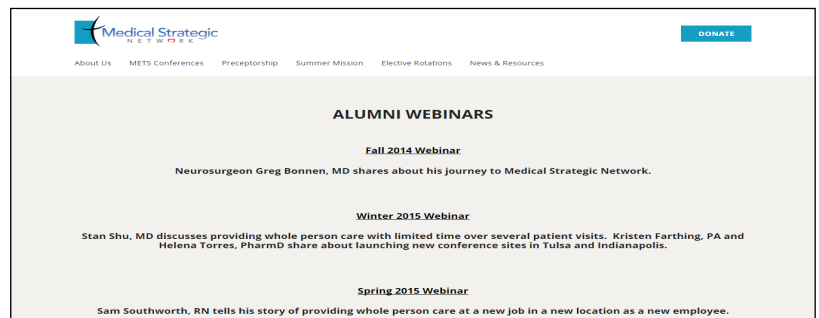 Medical Strategic
NETWORK
DONATE
About Us METS Conferences Preceptorship Summer Mission Elective Rotations News & Resources
ALUMNI WEBINARS
Fall 2014 Webinar
Neurosurgeon Greg Bonnen, MD shares about his journey to Medical Strategic Network.
Winter 2015 Webinar
Stan Shu, MD discusses providing whole person care with limited time over several patient visits. Kristen Farthing, PA and
Helena Torres, PharmD share about launching new conference sites in Tulsa and Indianapolis.
Spring 2015 Webinar
Sam Southworth, RN tells his story of providing whole person care at a new job in a new location as a new employee.